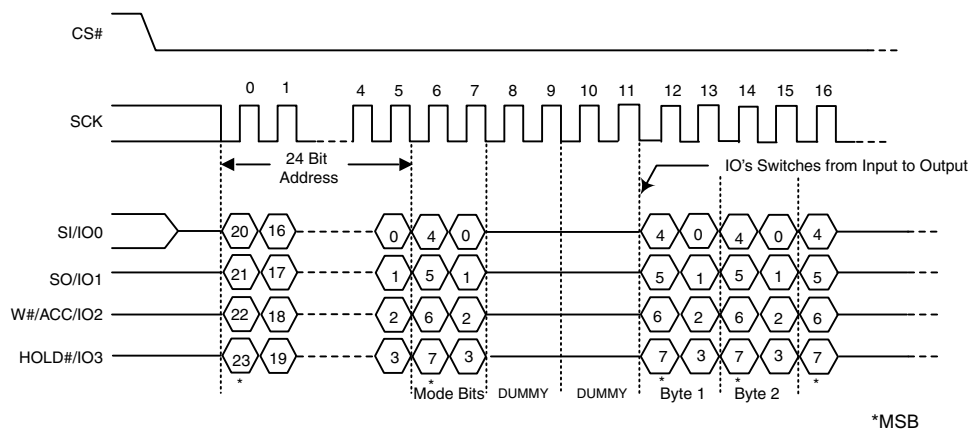 CS#
0 1 4 5 6 7 8 9 10 11 12 13 14 15 16
SCK
24 Bit
Address
IO's Switches from Input to Output
SI/IO0 20 16 0 4 0 4 0 4 0 4
SO/IO1 21 17 1 5 1 5 1 5 1 5
W#/ACC/IO2 22 18 2 6 2 6 2 6 2 6
HOLD#/IO3 23 19 3 7 3 7 3 7 3 7
* * * * *
Mode Bits DUMMY DUMMY Byte 1 Byte 2
*MSB